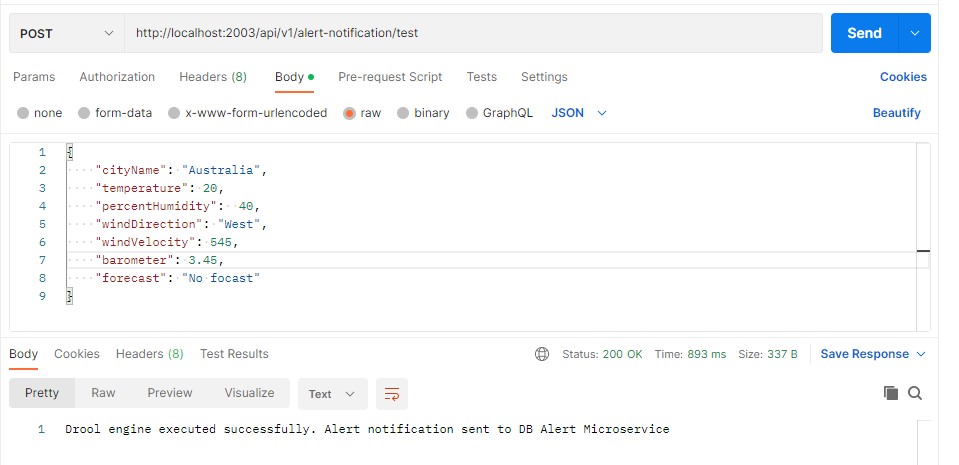 POST http://localhost:2003/api/v1/alert-notification/test Send
Params Authorization Headers (8) Body Pre-request Script Tests Settings Cookies
none form-data x-www-form-urlencoded raw binary GraphQL JSON Beautify
1 {
2 "cityName": "Australia",
3 "temperature": 20,
4 "percentHumidity": 40,
5 "windDirection": "West",
6 "windVelocity": 545,
7 "barometer": 3.45,
8 "forecast": "No focast"
9 }
Body Cookies Headers (8) Test Results Status: 200 OK Time: 893 ms Size: 337 B Save Response
Pretty Raw Preview Visualize Text
1 Drool engine executed successfully. Alert notification sent to DB Alert Microservice